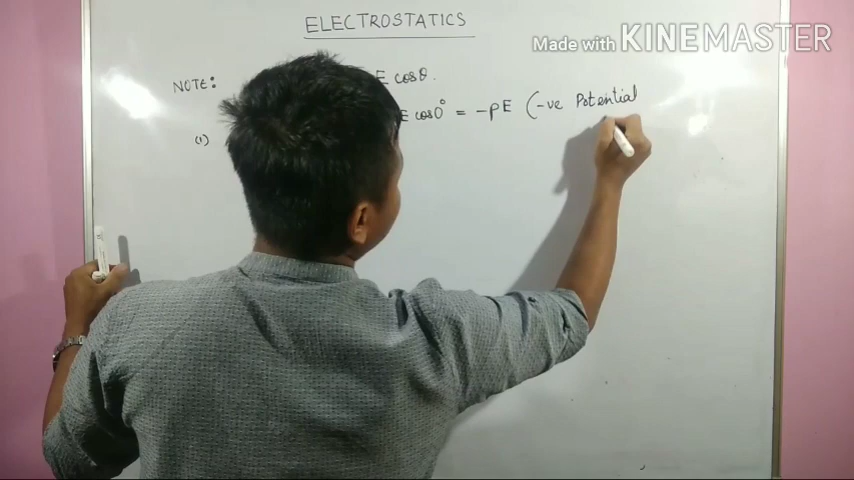 ELECTROSTATICS
Made with KINEMASTER
NOTE: E cosθ.
(1) E cos0° = -pE (-ve Potential